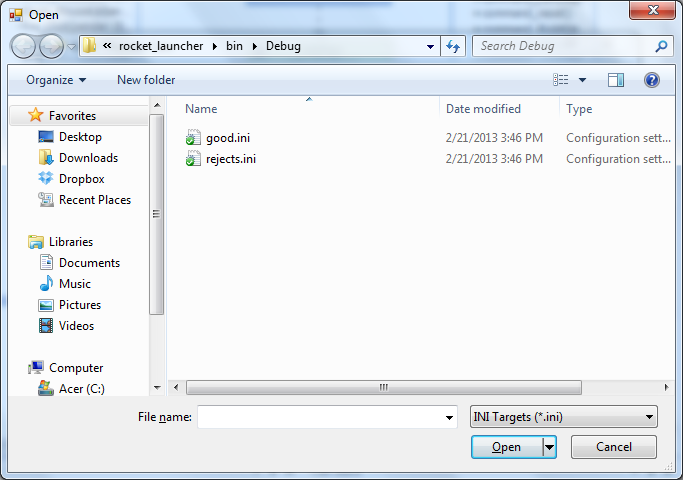 Open
« rocket_launcher bin Debug
Search Debug
Organize
New folder
Name Date modified Type
good.ini 2/21/2013 3:46 PM Configuration sett...
rejects.ini 2/21/2013 3:46 PM Configuration sett...
Favorites
Desktop
Downloads
Dropbox
Recent Places
Libraries
Documents
Music
Pictures
Videos
Computer
Acer (C:)
File name:
INI Targets (*.ini)
Open
Cancel